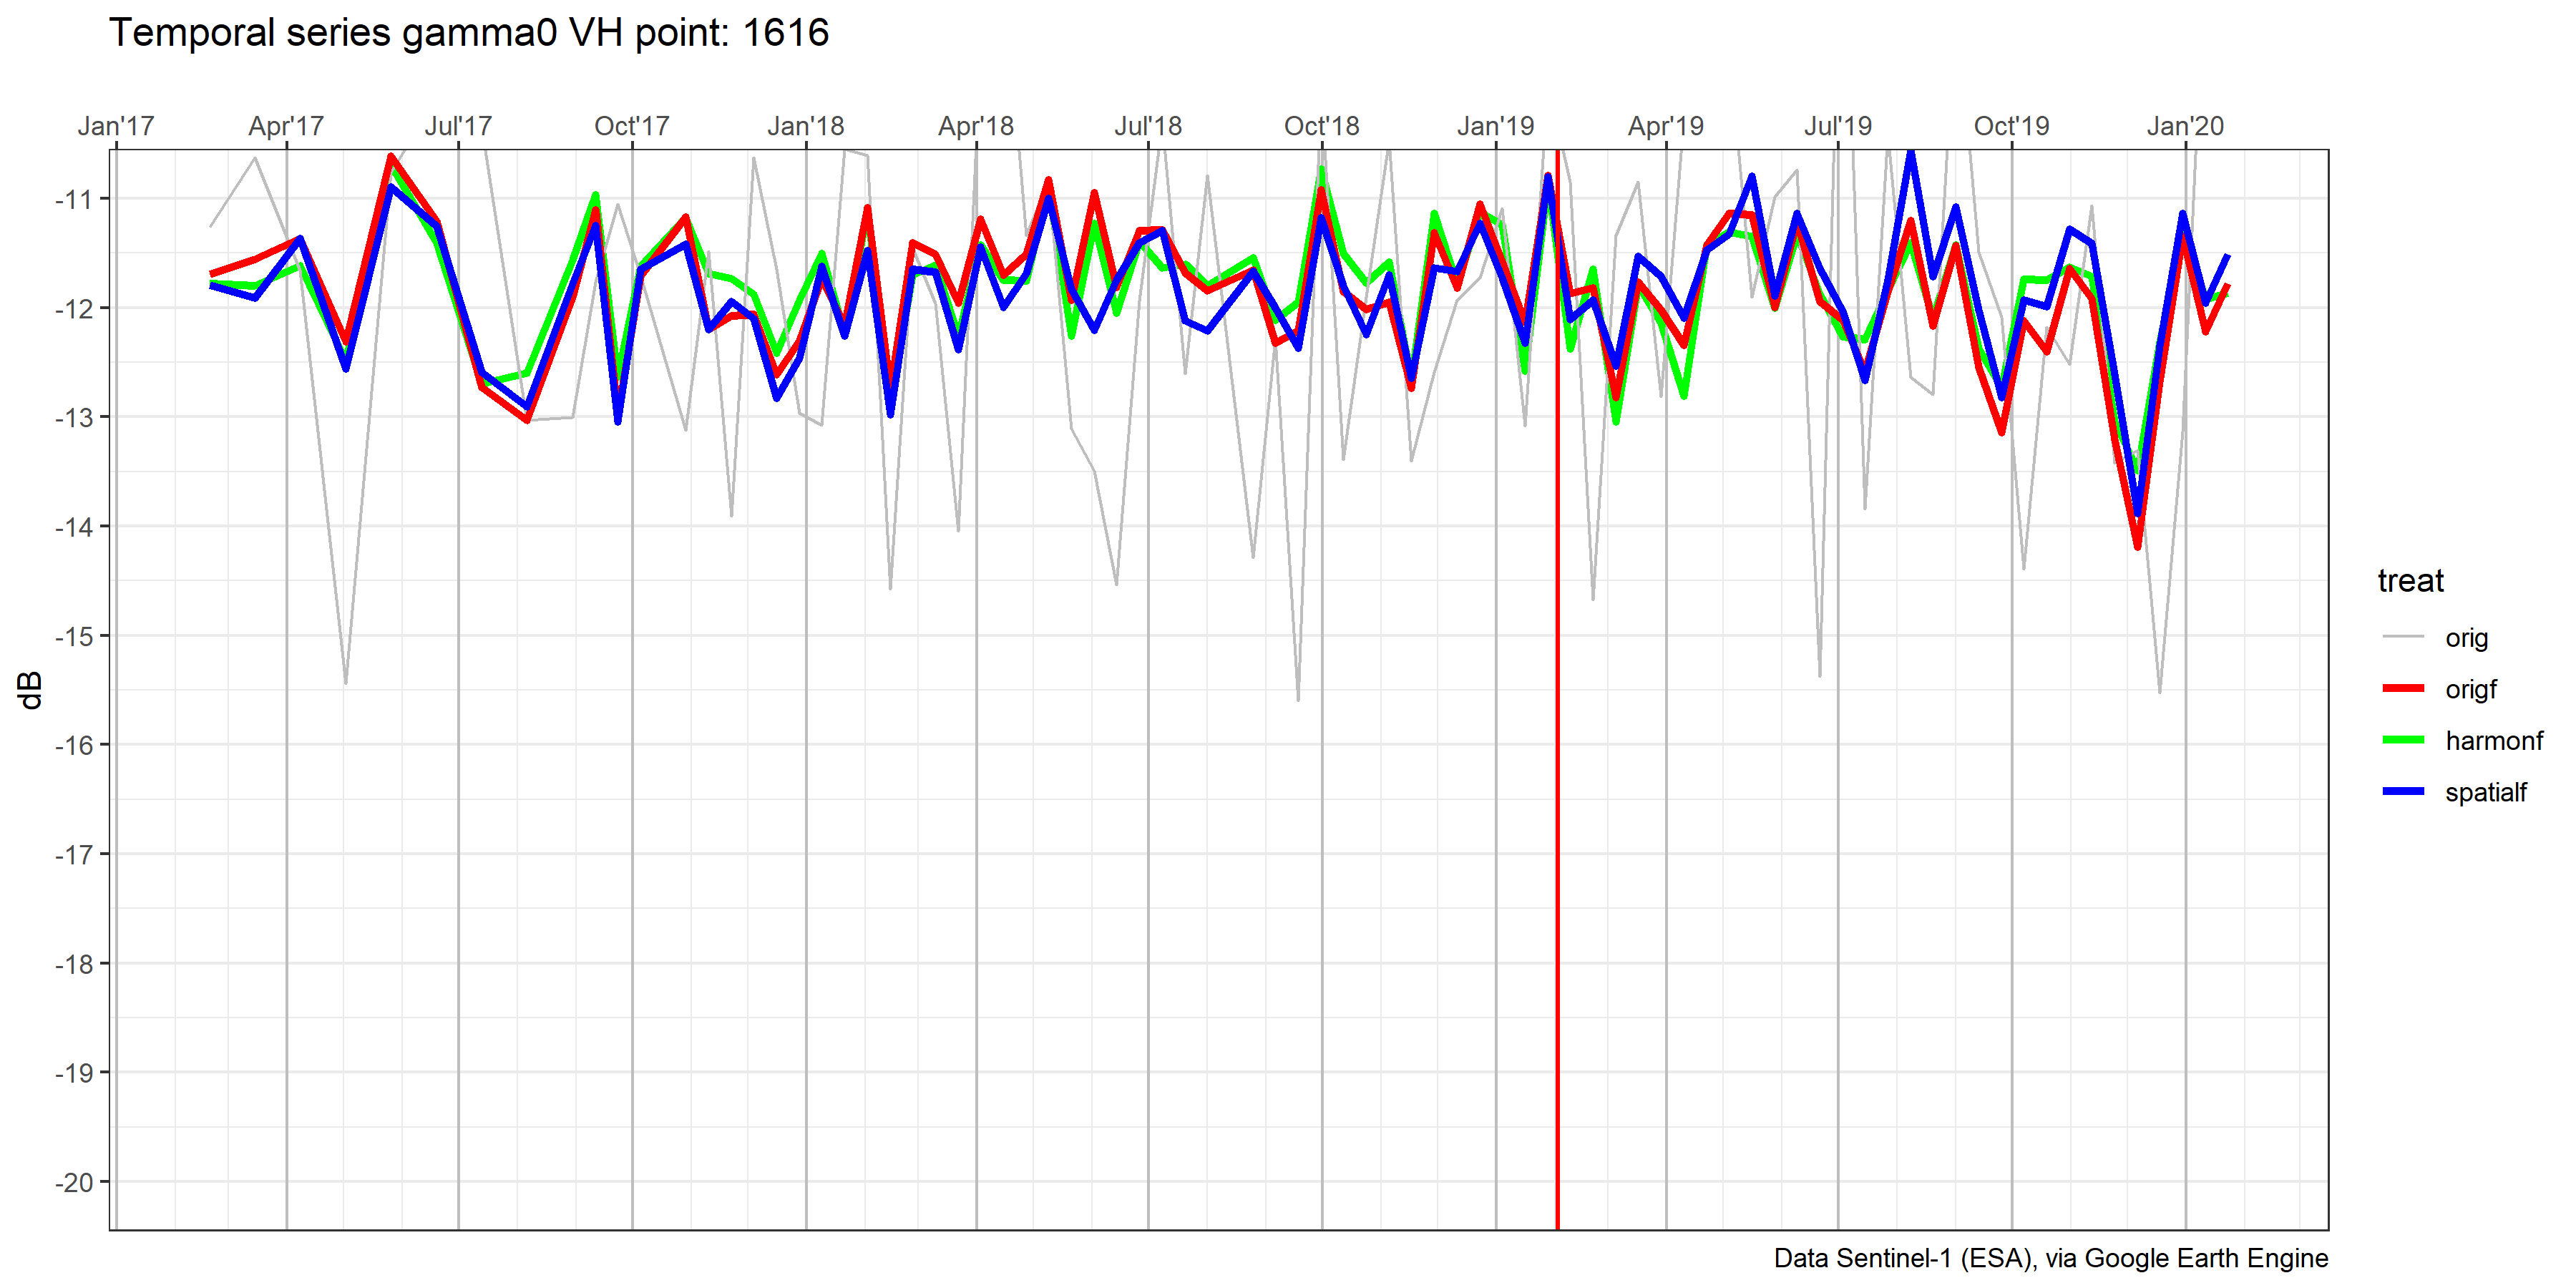 Temporal series gamma0 VH point: 1616
Jan'17 Apr'17 Jul'17 Oct'17 Jan'18 Apr'18 Jul'18 Oct'18 Jan'19 Apr'19 Jul'19 Oct'19 Jan'20
-11
-12
-13
-14
-15
-16
-17
-18
-19
-20
dB
treat
orig
origf
harmonf
spatialf
Data Sentinel-1 (ESA), via Google Earth Engine